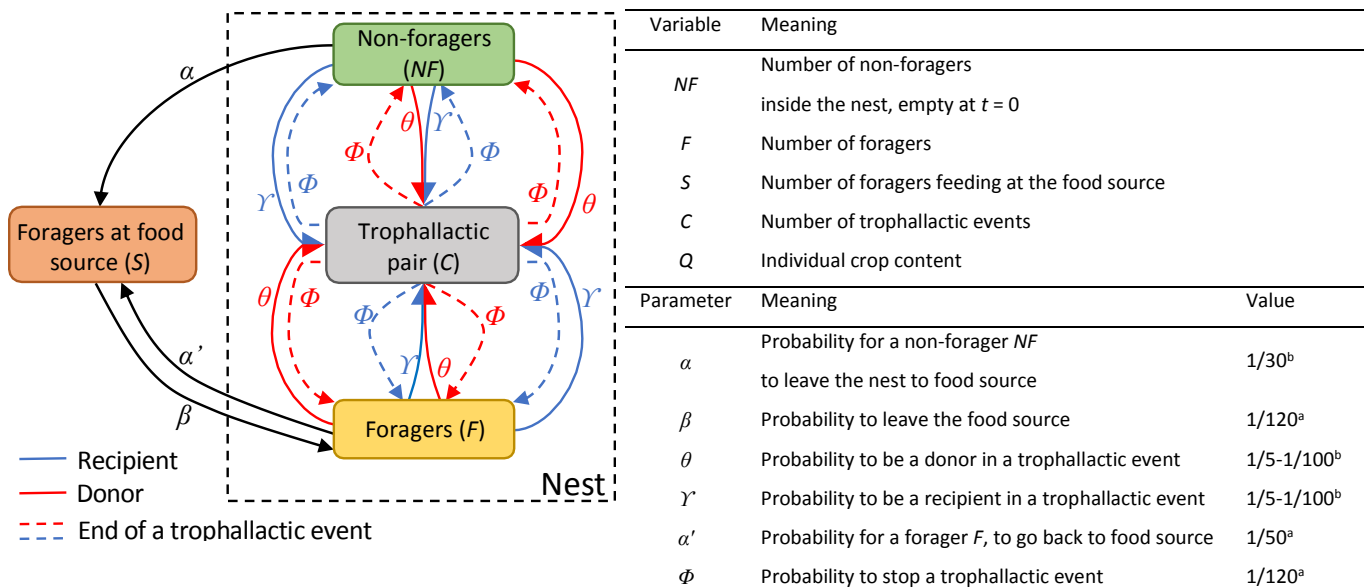 Non-foragers
(NF)
α
θ
ϒ
Φ
Φ
Φ
Φ
ϒ
θ
Foragers at food
source (S)
Trophallactic
pair (C)
θ
Φ
Φ
Φ
Φ
ϒ
ϒ
θ
α’
β
Foragers (F)
Nest
Recipient
Donor
End of a trophallactic event
Variable Meaning
NF Number of non-foragers
inside the nest, empty at t = 0
F Number of foragers
S Number of foragers feeding at the food source
C Number of trophallactic events
Q Individual crop content
Parameter Meaning Value
α Probability for a non-forager NF
to leave the nest to food source 1/30ᵇ
β Probability to leave the food source 1/120ᵃ
θ Probability to be a donor in a trophallactic event 1/5-1/100ᵇ
ϒ Probability to be a recipient in a trophallactic event 1/5-1/100ᵇ
α′ Probability for a forager F, to go back to food source 1/50ᵃ
Φ Probability to stop a trophallactic event 1/120ᵃ